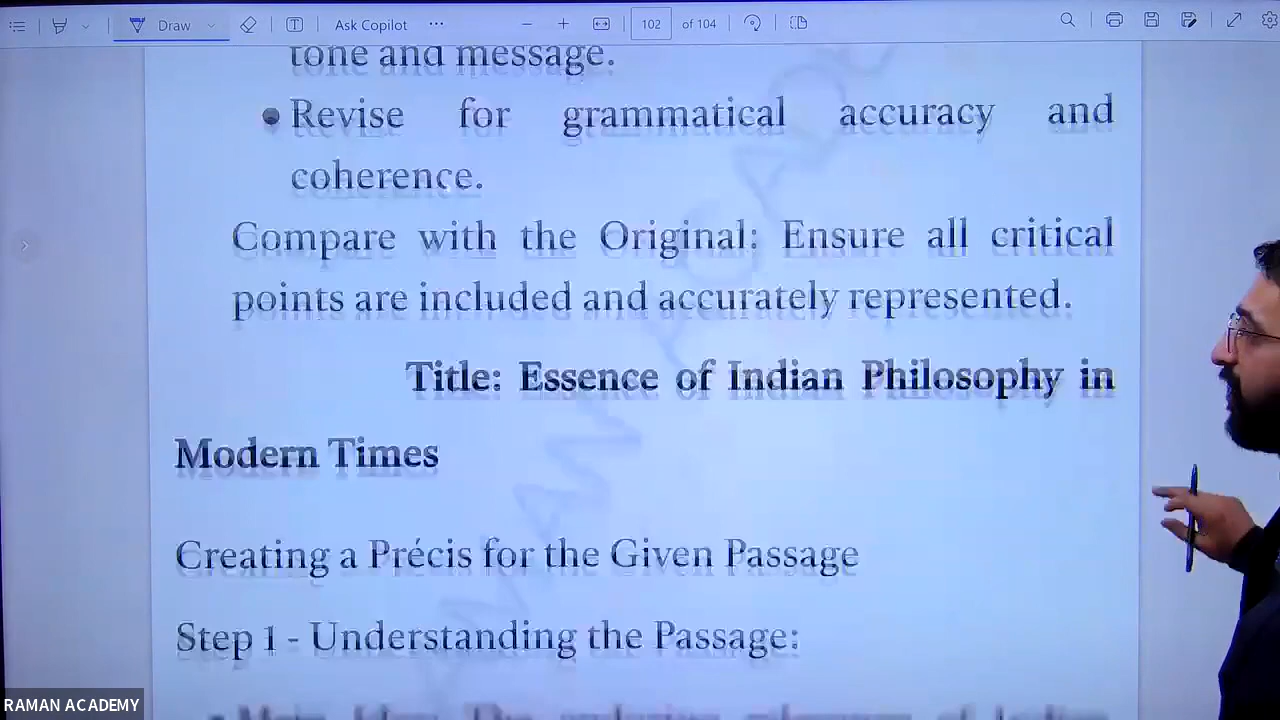 Draw
Ask Copilot
102 of 104
tone and message.
Revise for grammatical accuracy and
coherence.
Compare with the Original: Ensure all critical
points are included and accurately represented.
Title: Essence of Indian Philosophy in
Modern Times
Creating a Précis for the Given Passage
Step 1 - Understanding the Passage:
RAMAN ACADEMY